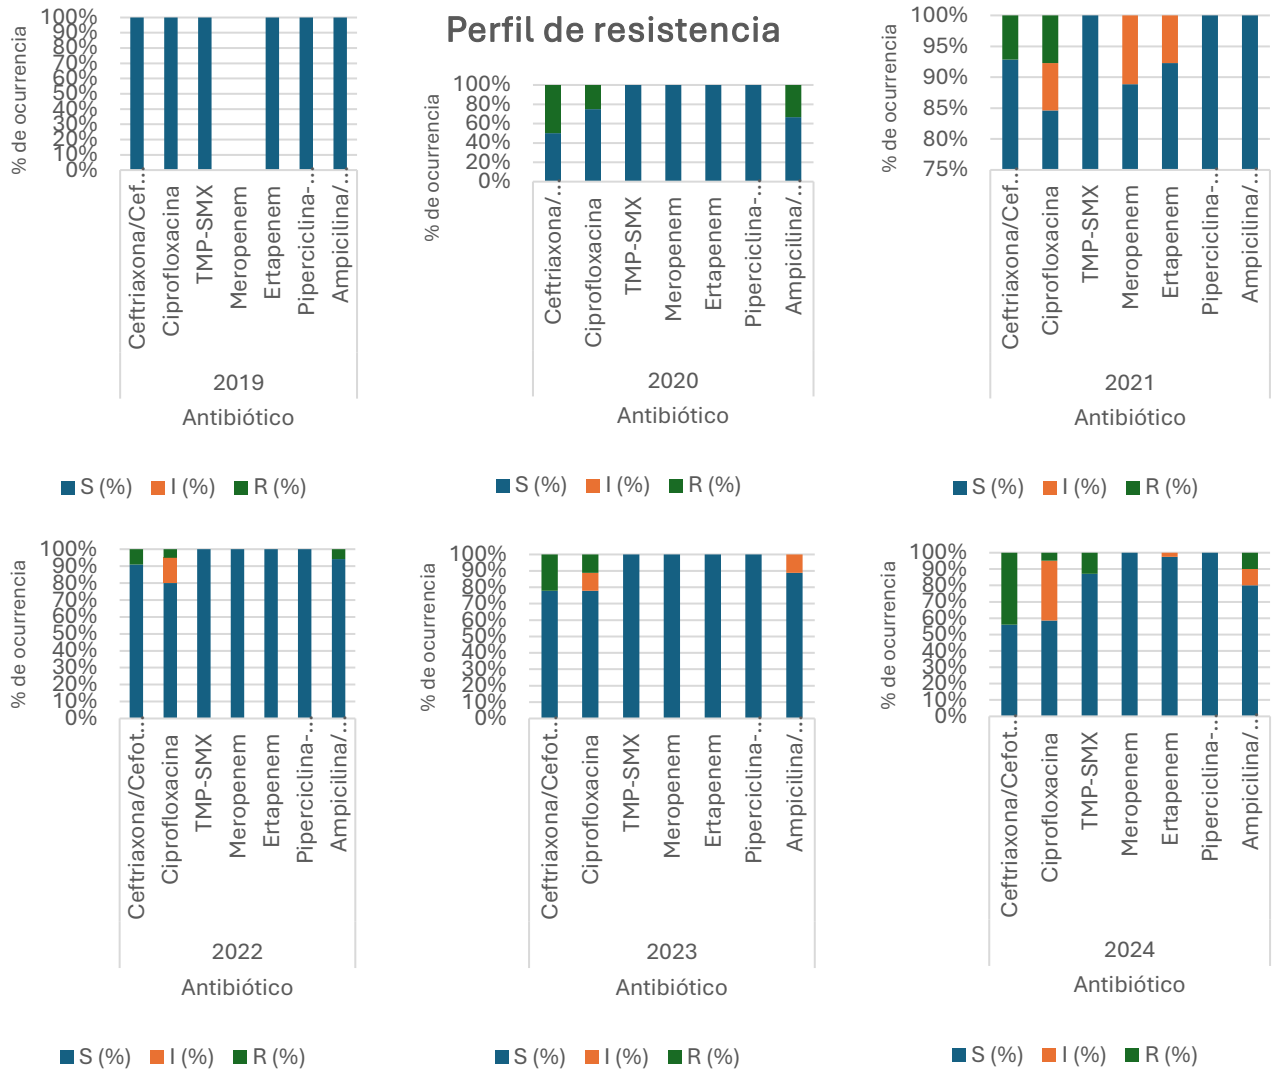 Perfil de resistencia
100%
90%
80%
70%
60%
50%
40%
30%
20%
10%
0%
% de ocurrencia
Ceftriaxona/Cef…
Ciprofloxacina
TMP-SMX
Meropenem
Ertapenem
Piperciclina-…
Ampicilina/…
2019
Antibiótico
S (%) I (%) R (%)
100%
80%
60%
40%
20%
0%
% de ocurrencia
Ceftriaxona/…
Ciprofloxacina
TMP-SMX
Meropenem
Ertapenem
Piperciclina-…
Ampicilina/…
2020
Antibiótico
S (%) I (%) R (%)
100%
95%
90%
85%
80%
75%
% de ocurrencia
Ceftriaxona/Cef…
Ciprofloxacina
TMP-SMX
Meropenem
Ertapenem
Piperciclina-…
Ampicilina/…
2021
Antibiótico
S (%) I (%) R (%)
100%
90%
80%
70%
60%
50%
40%
30%
20%
10%
0%
% de ocurrencia
Ceftriaxona/Cefot…
Ciprofloxacina
TMP-SMX
Meropenem
Ertapenem
Piperciclina-…
Ampicilina/…
2022
Antibiótico
S (%) I (%) R (%)
100%
90%
80%
70%
60%
50%
40%
30%
20%
10%
0%
% de ocurrencia
Ceftriaxona/Cefot…
Ciprofloxacina
TMP-SMX
Meropenem
Ertapenem
Piperciclina-…
Ampicilina/…
2023
Antibiótico
S (%) I (%) R (%)
100%
90%
80%
70%
60%
50%
40%
30%
20%
10%
0%
% de ocurrencia
Ceftriaxona/Cefot…
Ciprofloxacina
TMP-SMX
Meropenem
Ertapenem
Piperciclina-…
Ampicilina/…
2024
Antibiótico
S (%) I (%) R (%)